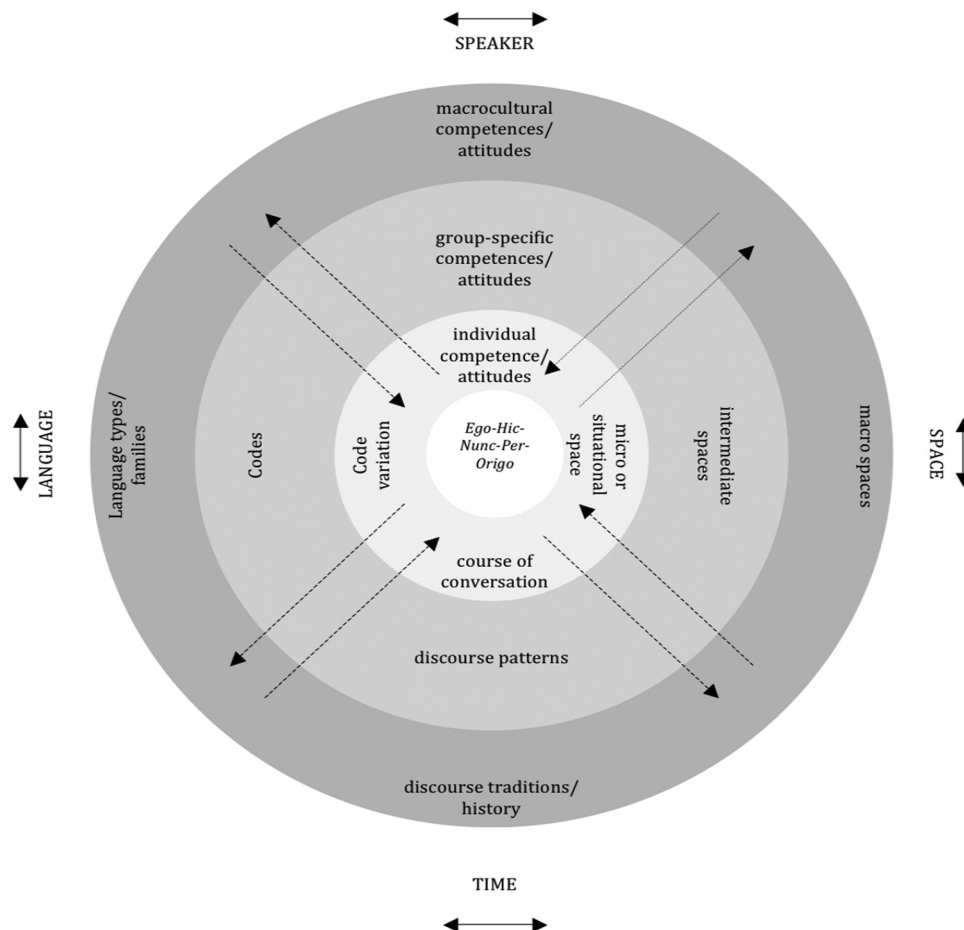 SPEAKER
macrocultural
competences/
attitudes
group-specific
competences/
attitudes
individual
competence/
attitudes
LANGUAGE
Language types/
families
Codes
Code
variation
Ego-Hic-
Nunc-Per-
Origo
micro or
situational
space
intermediate
spaces
macro spaces
SPACE
course of
conversation
discourse patterns
discourse traditions/
history
TIME